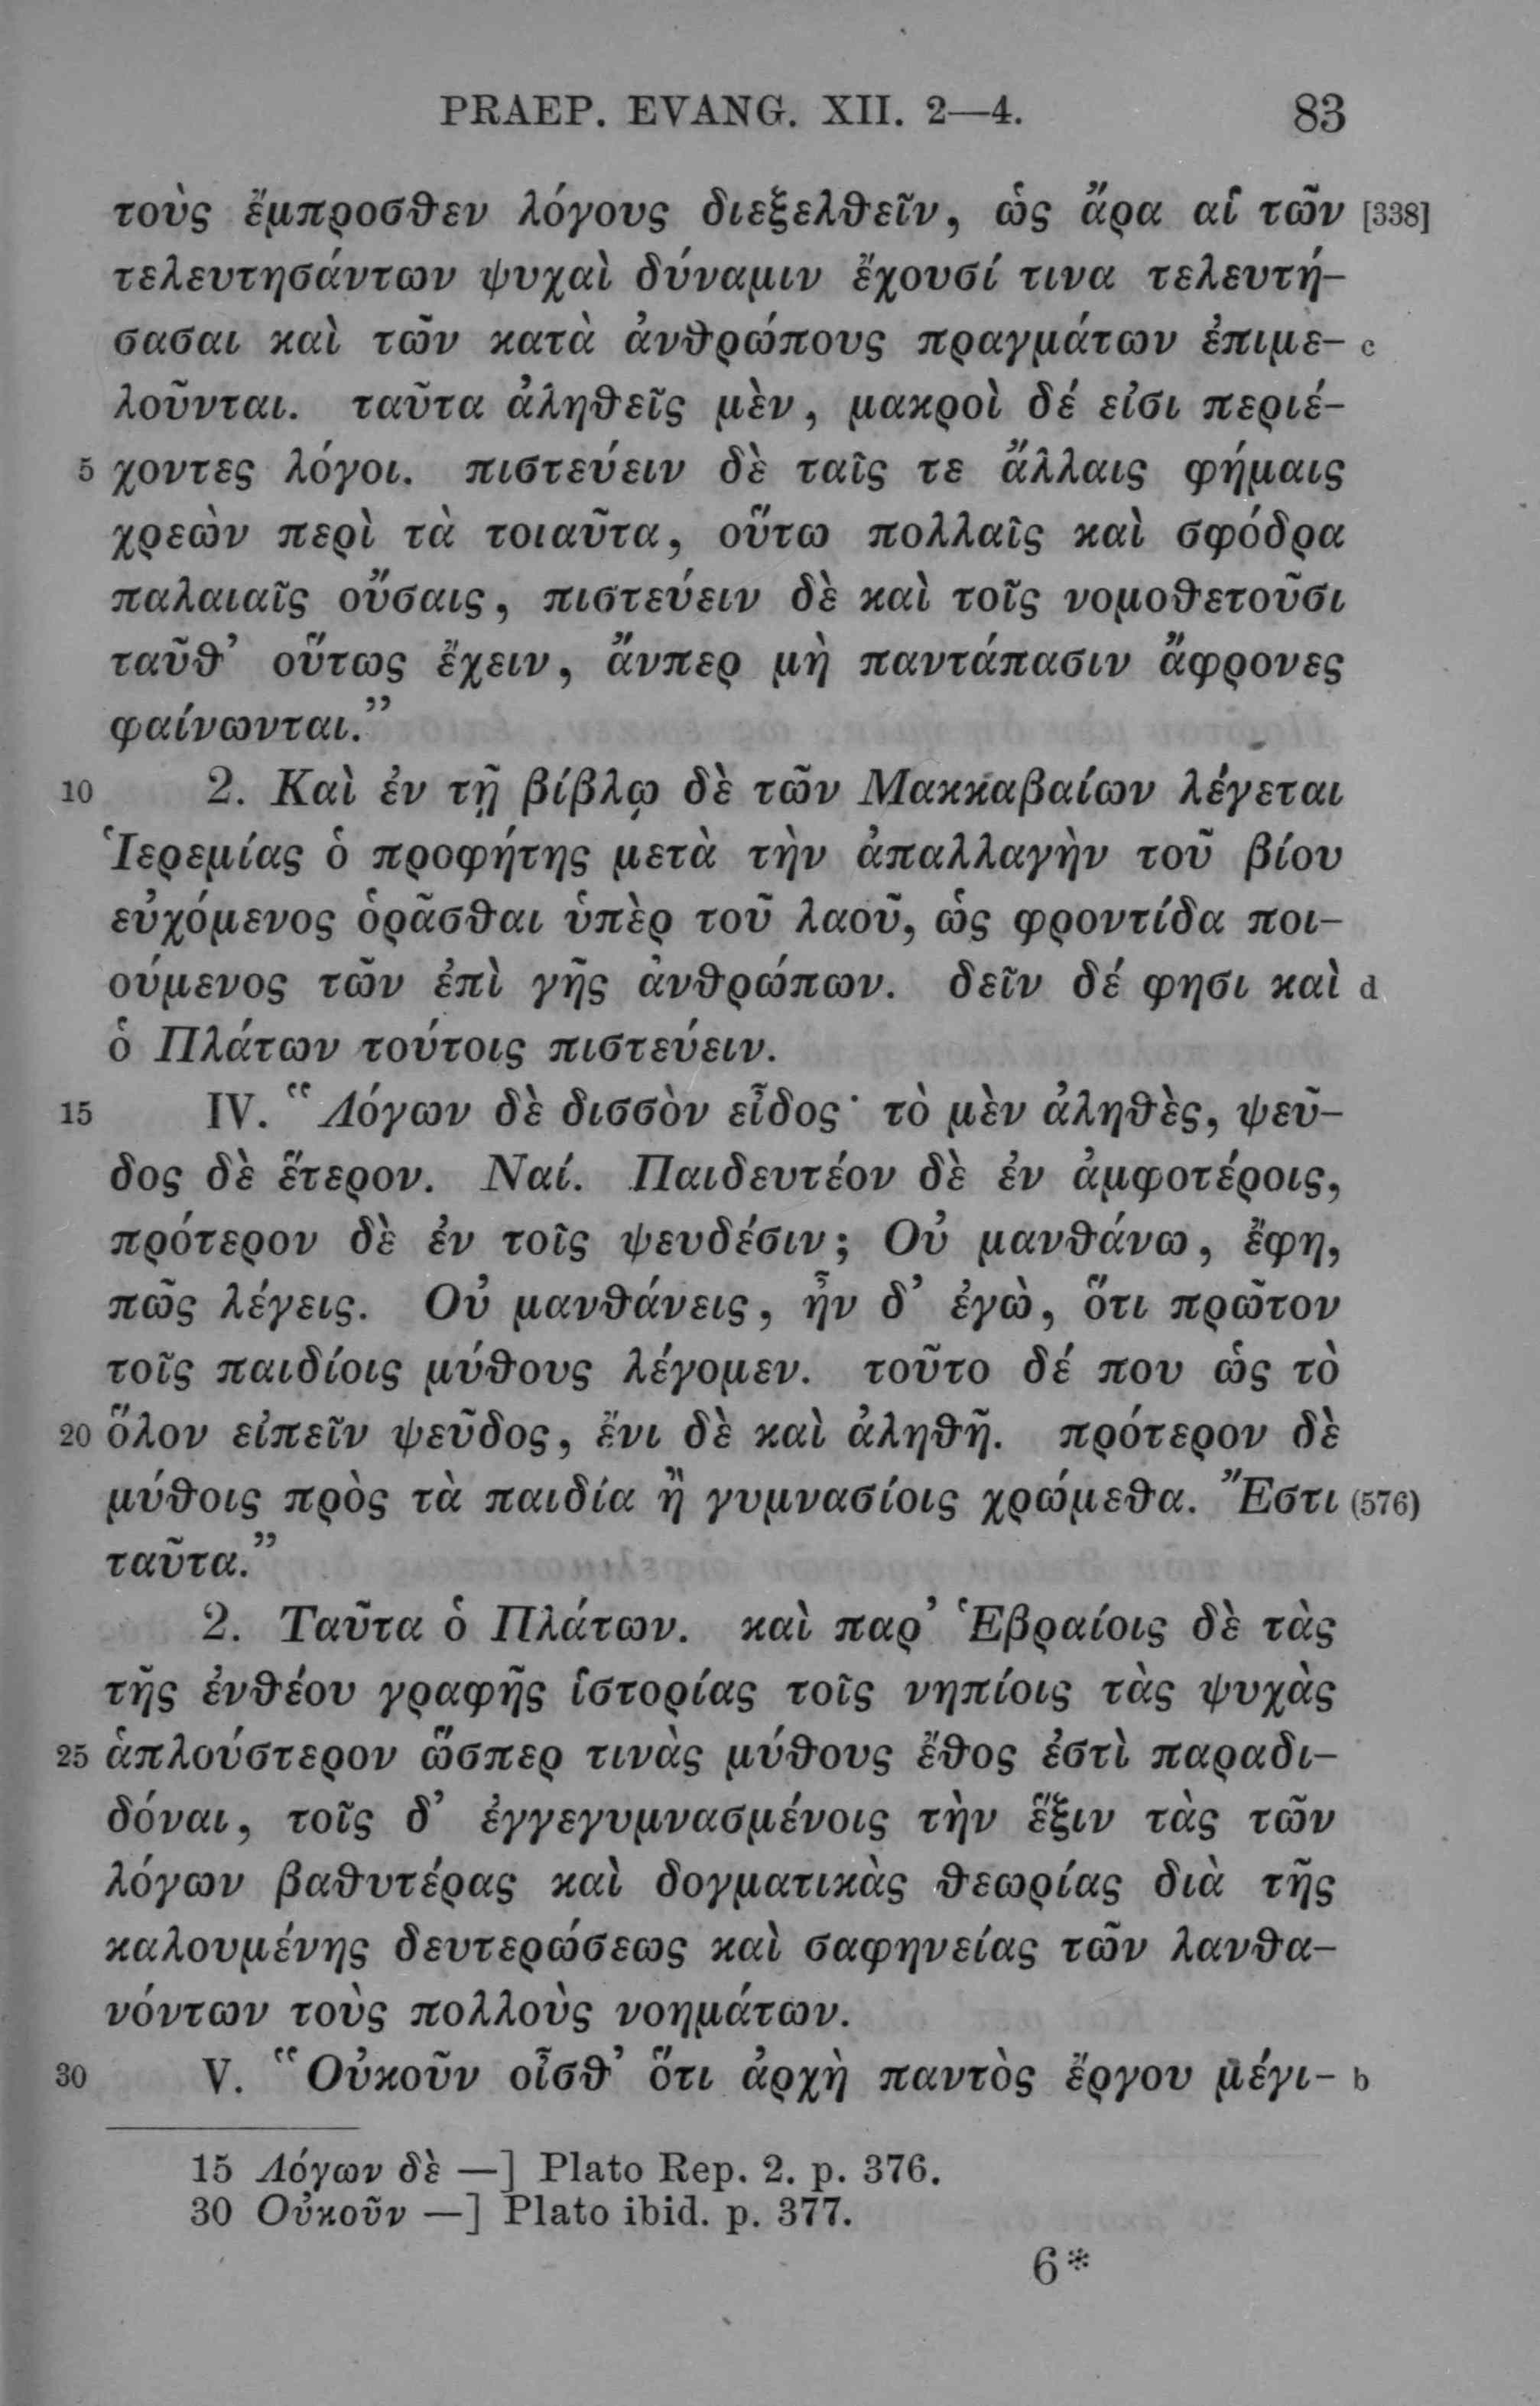 PRAEP. EVANG. XII. 2—4. 83
τοὺς ἔμπροσθεν λόγους διεξελθεῖν, ὡς ἄρα αἱ τῶν [338]
τελευτησάντων ψυχαὶ δύναμιν ἔχουσί τινα τελευτή-
σασαι καὶ τῶν κατὰ ἀνθρώπους πραγμάτων ἐπιμε- c
λοῦνται. ταῦτα ἀληθεῖς μὲν, μακροὶ δέ εἰσι περιέ-
5 χοντες λόγοι. πιστεύειν δὲ ταῖς τε ἄλλαις φήμαις
χρεὼν περὶ τὰ τοιαῦτα, οὕτω πολλαῖς καὶ σφόδρα
παλαιαῖς οὔσαις, πιστεύειν δὲ καὶ τοῖς νομοθετοῦσι
ταῦθ’ οὕτως ἔχειν, ἄνπερ μὴ παντάπασιν ἄφρονες
φαίνωνται.”
10 2. Καὶ ἐν τῇ βίβλῳ δὲ τῶν Μακκαβαίων λέγεται
Ἱερεμίας ὁ προφήτης μετὰ τὴν ἀπαλλαγὴν τοῦ βίου
εὐχόμενος ὁρᾶσθαι ὑπὲρ τοῦ λαοῦ, ὡς φροντίδα ποι-
ούμενος τῶν ἐπὶ γῆς ἀνθρώπων. δεῖν δέ φησι καὶ d
ὁ Πλάτων τούτοις πιστεύειν.
15 IV. “Λόγων δὲ δισσὸν εἶδος· τὸ μὲν ἀληθὲς, ψεῦ-
δος δὲ ἕτερον. Ναί. Παιδευτέον δὲ ἐν ἀμφοτέροις,
πρότερον δὲ ἐν τοῖς ψευδέσιν; Οὐ μανθάνω, ἔφη,
πῶς λέγεις. Οὐ μανθάνεις, ἦν δ’ ἐγὼ, ὅτι πρῶτον
τοῖς παιδίοις μύθους λέγομεν. τοῦτο δέ που ὡς τὸ
20 ὅλον εἰπεῖν ψεῦδος, ἔνι δὲ καὶ ἀληθῆ. πρότερον δὲ
μύθοις πρὸς τὰ παιδία ἢ γυμνασίοις χρώμεθα. Ἔστι (576)
ταῦτα.”
2. Ταῦτα ὁ Πλάτων. καὶ παρ’ Ἑβραίοις δὲ τὰς
τῆς ἐνθέου γραφῆς ἱστορίας τοῖς νηπίοις τὰς ψυχὰς
25 ἁπλούστερον ὥσπερ τινὰς μύθους ἔθος ἐστὶ παραδι-
δόναι, τοῖς δ’ ἐγγεγυμνασμένοις τὴν ἕξιν τὰς τῶν
λόγων βαθυτέρας καὶ δογματικὰς θεωρίας διὰ τῆς
καλουμένης δευτερώσεως καὶ σαφηνείας τῶν λανθα-
νόντων τοὺς πολλοὺς νοημάτων.
30 V. “Οὐκοῦν οἶσθ’ ὅτι ἀρχὴ παντὸς ἔργου μέγι- b
15 Λόγων δὲ —] Plato Rep. 2. p. 376.
30 Οὐκοῦν —] Plato ibid. p. 377.
6*